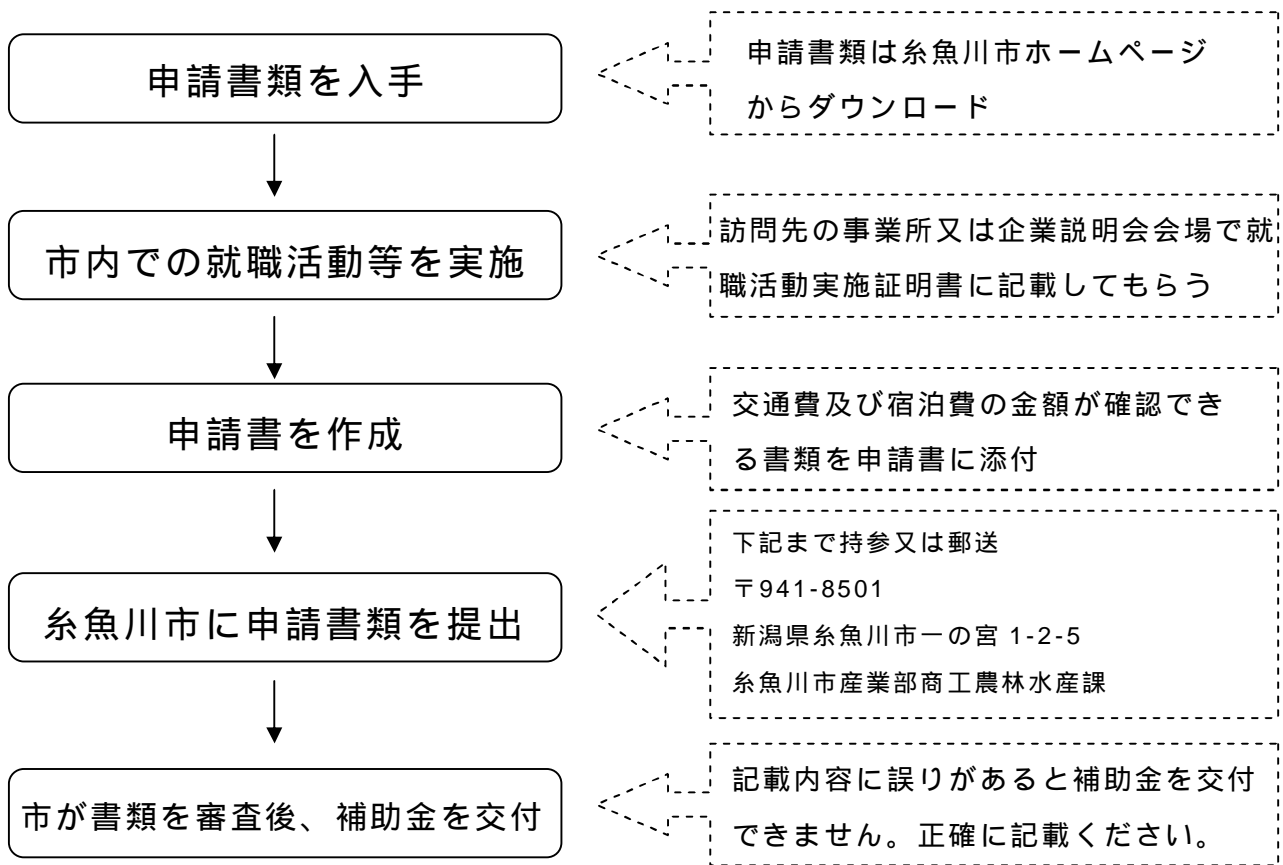 申請書類を入手
申請書類は糸魚川市ホームページ
からダウンロード
市内での就職活動等を実施
訪問先の事業所又は企業説明会会場で就
職活動実施証明書に記載してもらう
申請書を作成
交通費及び宿泊費の金額が確認でき
る書類を申請書に添付
糸魚川市に申請書類を提出
下記まで持参又は郵送
〒941-8501
新潟県糸魚川市一の宮 1-2-5
糸魚川市産業部商工農林水産課
市が書類を審査後、補助金を交付
記載内容に誤りがあると補助金を交付
できません。正確に記載ください。